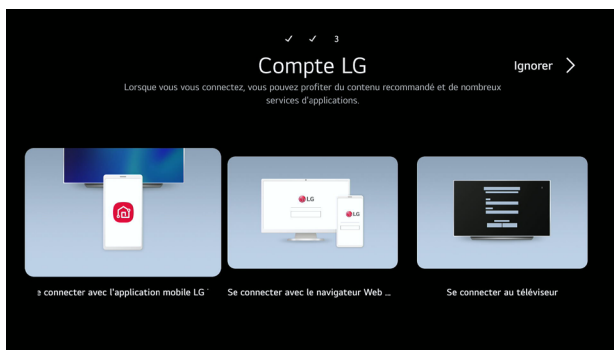 3
Compte LG
Ignorer
Lorsque vous vous connectez, vous pouvez profiter du contenu recommandé et de nombreux
services d'applications.
LG
LG
e connecter avec l'application mobile LG
Se connecter avec le navigateur Web ...
Se connecter au téléviseur